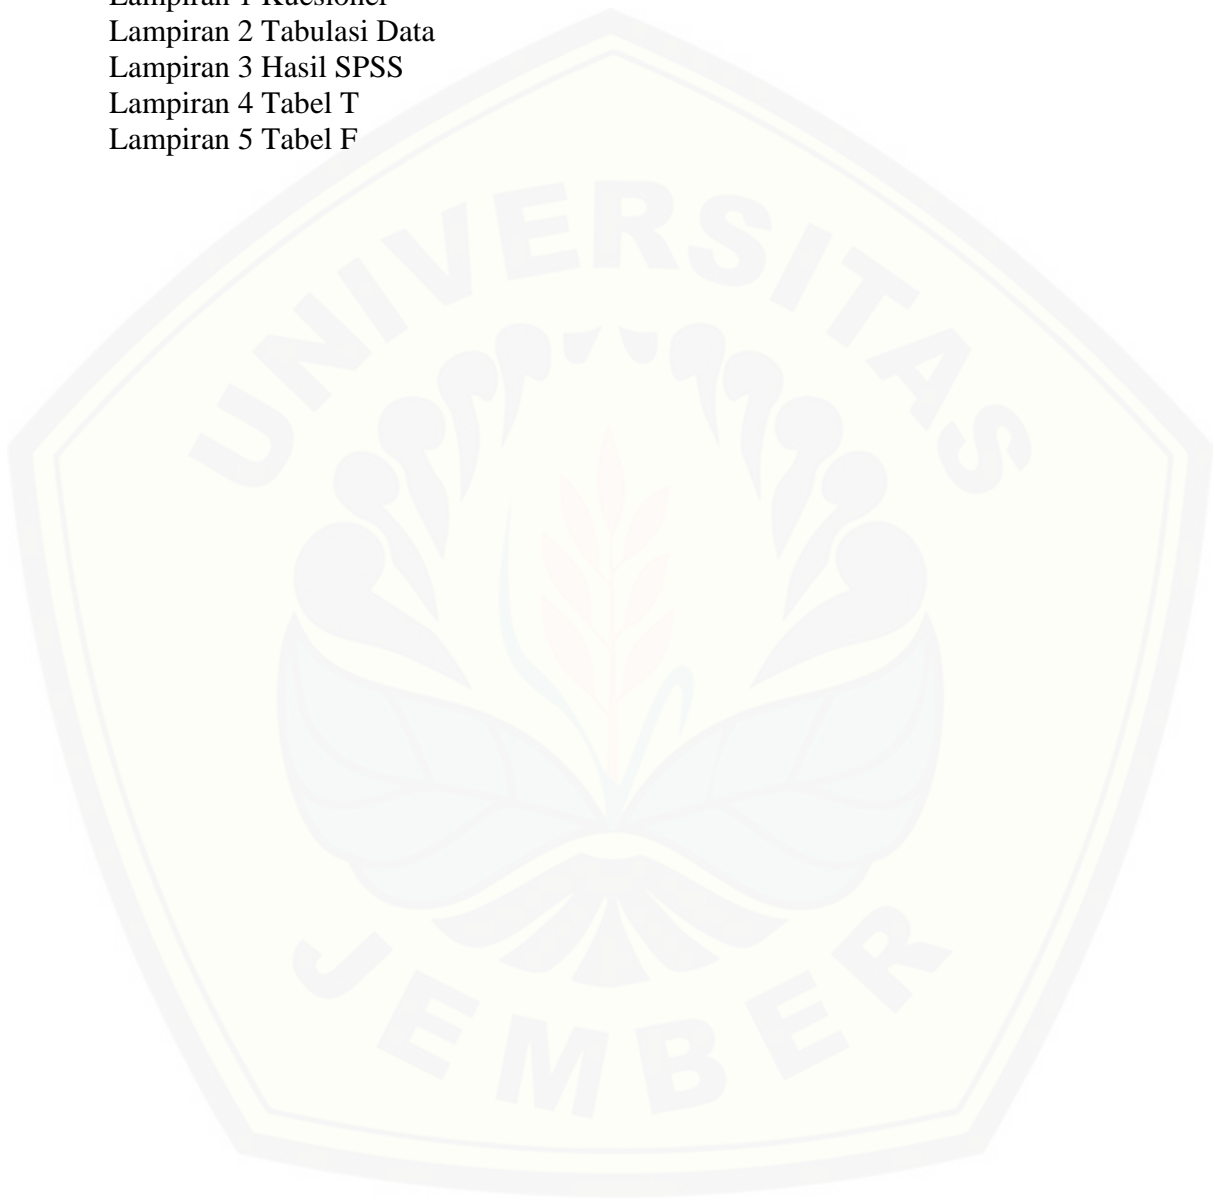 Lampiran 1 Kuesioner
Lampiran 2 Tabulasi Data
Lampiran 3 Hasil SPSS
Lampiran 4 Tabel T
Lampiran 5 Tabel F
UNIVERSITAS
JEMBER